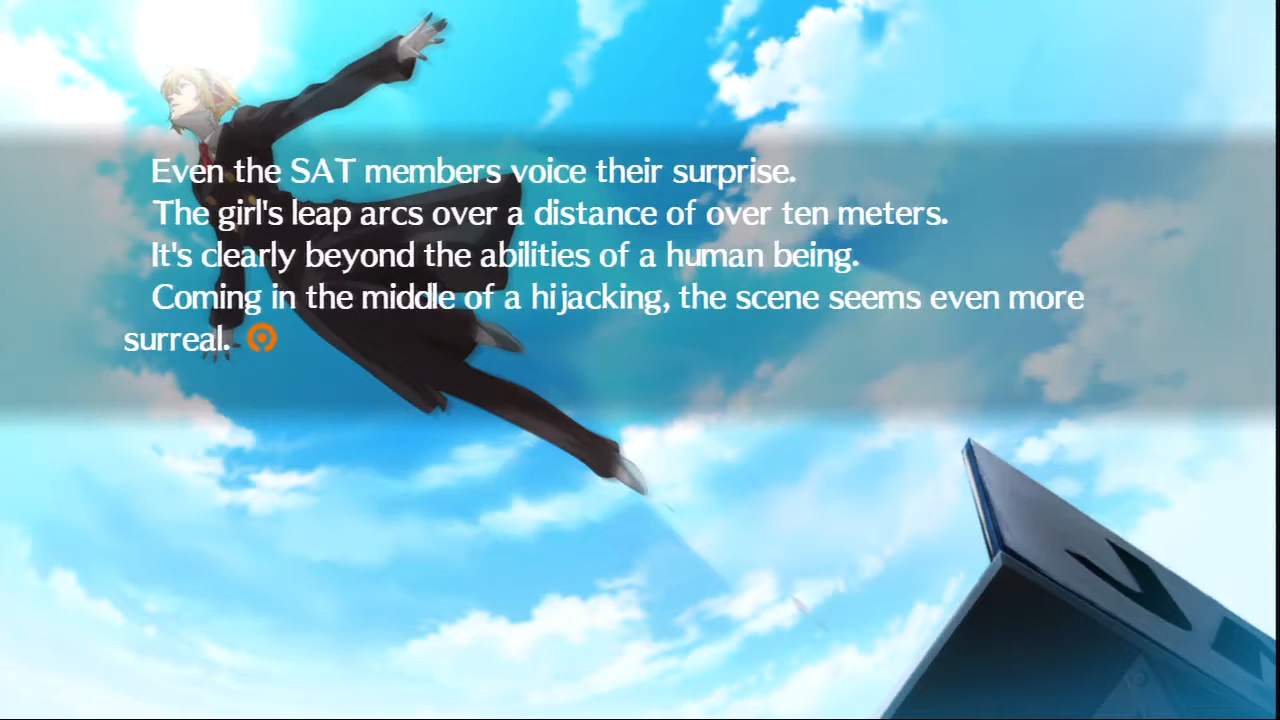 Even the SAT members voice their surprise.
The girl's leap arcs over a distance of over ten meters.
It's clearly beyond the abilities of a human being.
Coming in the middle of a hijacking, the scene seems even more
surreal.